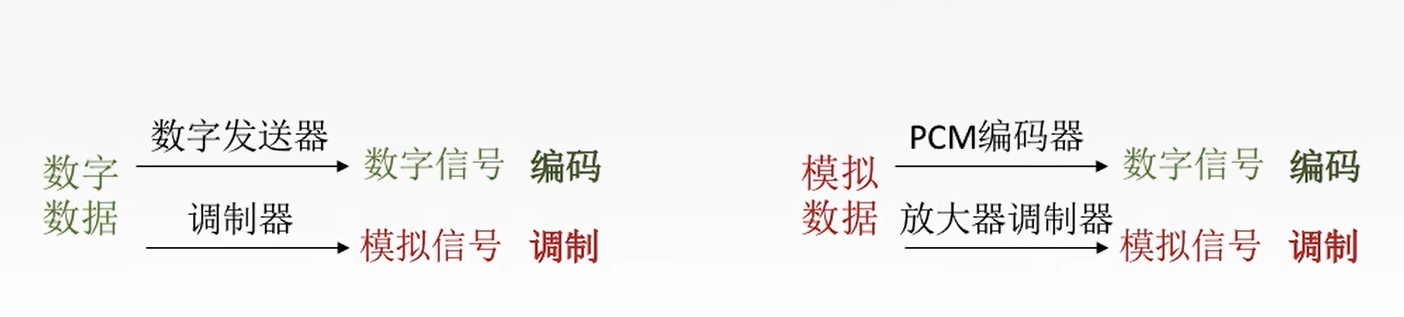 数字发送器
数字数据
数字信号 编码
调制器
模拟信号 调制
PCM编码器
模拟数据
数字信号 编码
放大器调制器
模拟信号 调制